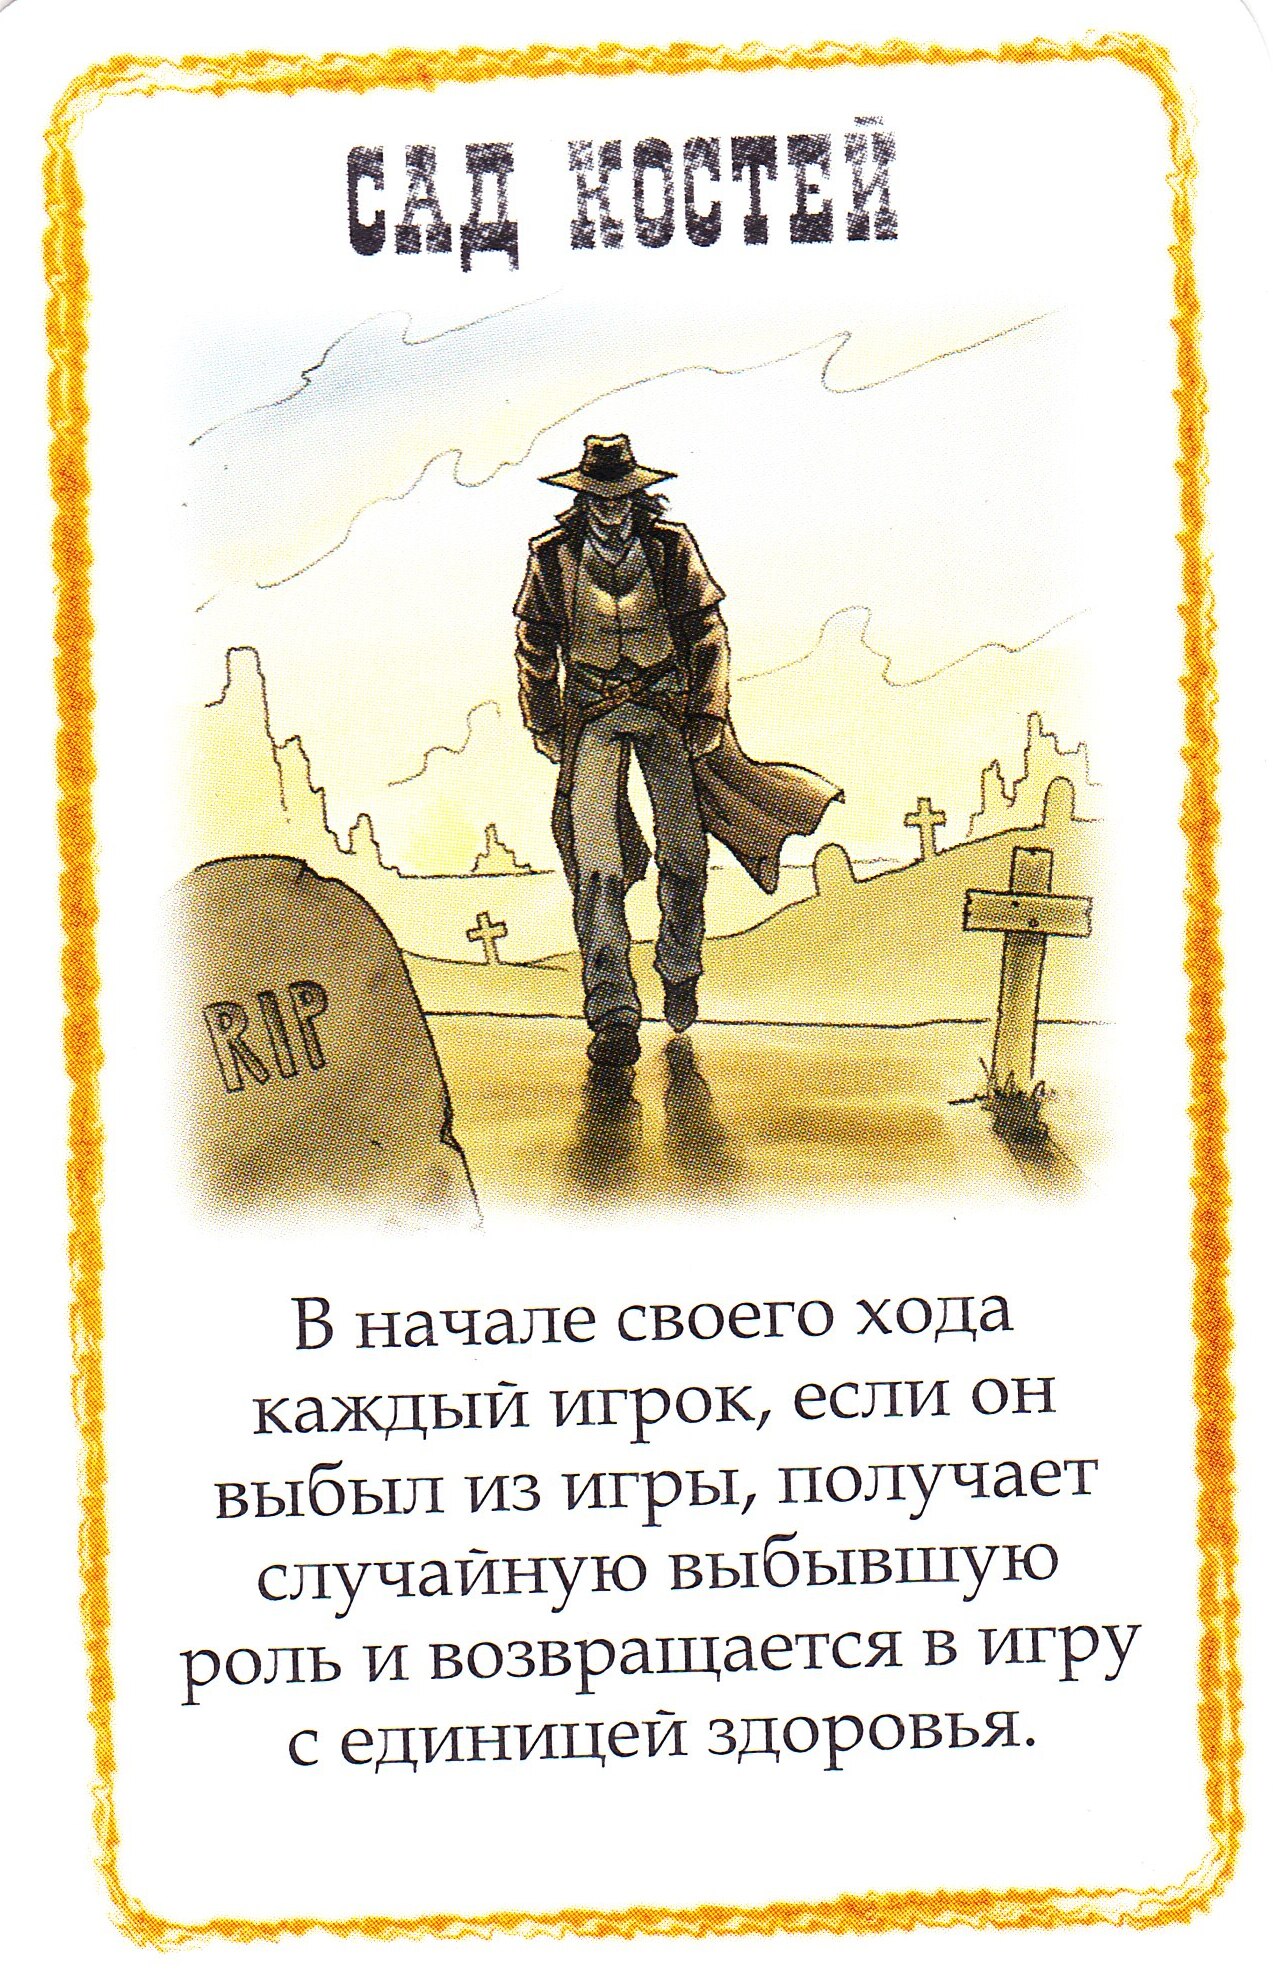 САД КОСТЕЙ
RIP
В начале своего хода
каждый игрок, если он
выбыл из игры, получает
случайную выбывшую
роль и возвращается в игру
с единицей здоровья.